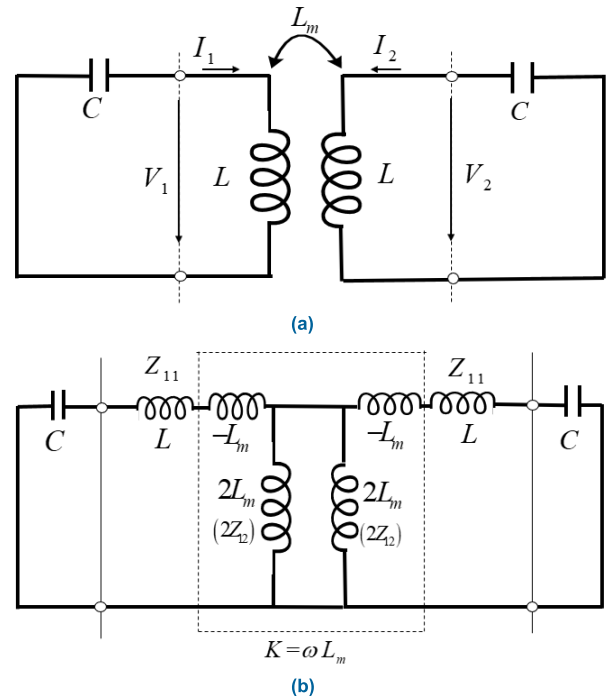 L_m
I_1 I_2
C C
V_1 L L V_2
(a)
Z_11 Z_11
C L -L_m -L_m L C
2L_m 2L_m
(2Z_12) (2Z_12)
K = ω L_m
(b)